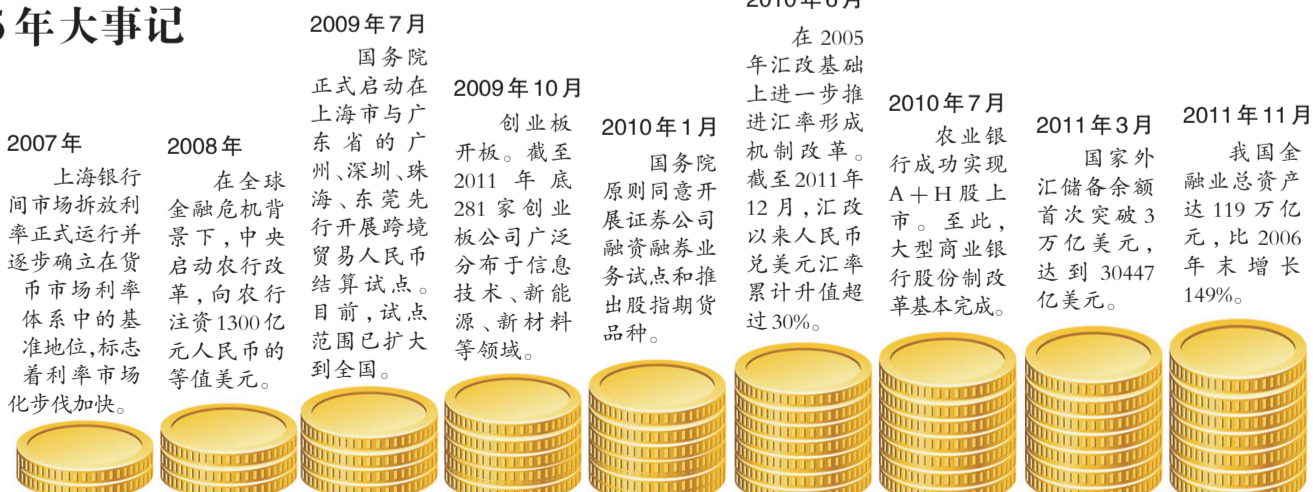 年大事记
2007年
上海银行
间市场拆放利
率正式运行并
逐步确立在货
币市场利率
体系中的基
准地位,标志
着利率市场
化步伐加快。
2008年
在全球
金融危机背
景下,中央
启动农行改
革,向农行
注资1300亿
元人民币的
等值美元。
2009年7月
国务院
正式启动在
上海市与广
东省的广
州、深圳、珠
海、东莞先
行开展跨境
贸易人民币
结算试点。
目前,试点
范围已扩大
到全国。
2009年10月
创业板
开板。截至
2011年底
281家创业
板公司广泛
分布于信息
技术、新能
源、新材料
等领域。
2010年1月
国务院
原则同意开
展证券公司
融资融券业
务试点和推
出股指期货
品种。
2010年6月
在2005
年汇改基础
上进一步推
进汇率形成
机制改革。
截至2011年
12月,汇改
以来人民币
兑美元汇率
累计升值超
过30%。
2010年7月
农业银
行成功实现
A+H股上
市。至此,
大型商业银
行股份制改
革基本完成。
2011年3月
国家外
汇储备余额
首次突破3
万亿美元,
达到30447
亿美元。
2011年11月
我国金
融业总资产
达119万亿
元,比2006
年末增长
149%。